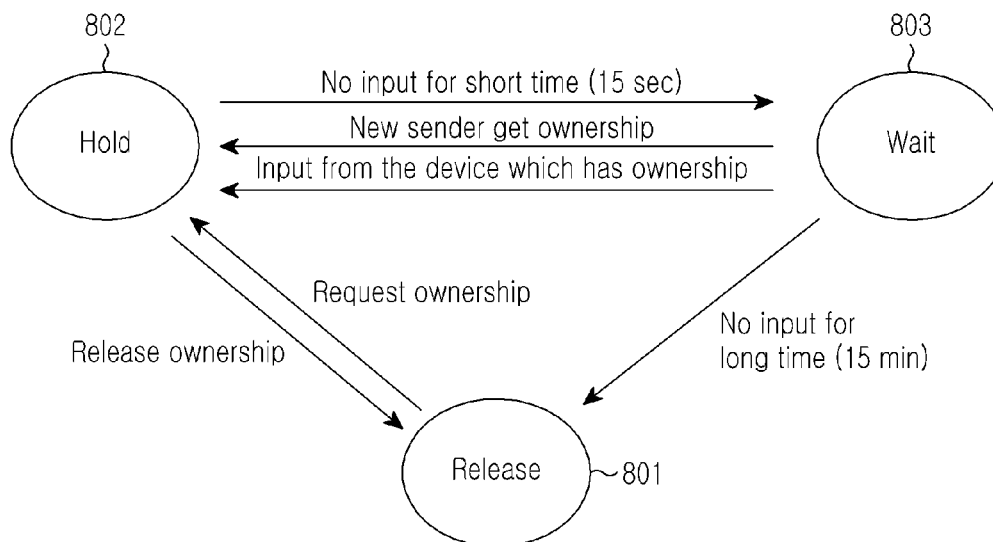 802
803
No input for short time (15 sec)
Hold
New sender get ownership
Wait
Input from the device which has ownership
Request ownership
Release ownership
No input for
long time (15 min)
Release
801